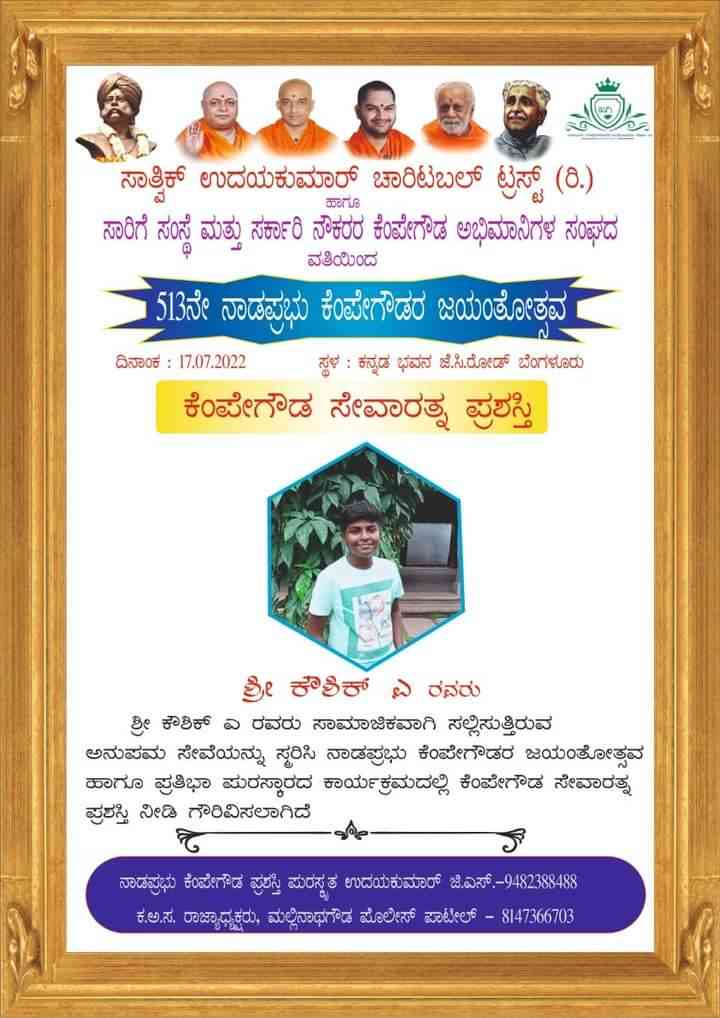 ಸಾತ್ವಿಕ್ ಉದಯಕುಮಾರ್ ಚಾರಿಟಬಲ್ ಟ್ರಸ್ಟ್ (ರಿ.)
ಹಾಗೂ
ಸಾರಿಗೆ ಸಂಸ್ಥೆ ಮತ್ತು ಸರ್ಕಾರಿ ನೌಕರರ ಕೆಂಪೇಗೌಡ ಅಭಿಮಾನಿಗಳ ಸಂಘದ
ವತಿಯಿಂದ
513ನೇ ನಾಡಪ್ರಭು ಕೆಂಪೇಗೌಡರ ಜಯಂತೋತ್ಸವ
ದಿನಾಂಕ : 17.07.2022 ಸ್ಥಳ : ಕನ್ನಡ ಭವನ ಜೆ.ಸಿ.ರೋಡ್ ಬೆಂಗಳೂರು
ಕೆಂಪೇಗೌಡ ಸೇವಾರತ್ನ ಪ್ರಶಸ್ತಿ
ಶ್ರೀ ಕೌಶಿಕ್ ಎ ರವರು
ಶ್ರೀ ಕೌಶಿಕ್ ಎ ರವರು ಸಾಮಾಜಿಕವಾಗಿ ಸಲ್ಲಿಸುತ್ತಿರುವ
ಅನುಪಮ ಸೇವೆಯನ್ನು ಸ್ಮರಿಸಿ ನಾಡಪ್ರಭು ಕೆಂಪೇಗೌಡರ ಜಯಂತೋತ್ಸವ
ಹಾಗೂ ಪ್ರತಿಭಾ ಪುರಸ್ಕಾರದ ಕಾರ್ಯಕ್ರಮದಲ್ಲಿ ಕೆಂಪೇಗೌಡ ಸೇವಾರತ್ನ
ಪ್ರಶಸ್ತಿ ನೀಡಿ ಗೌರಿವಿಸಲಾಗಿದೆ
ನಾಡಪ್ರಭು ಕೆಂಪೇಗೌಡ ಪ್ರಶಸ್ತಿ ಪುರಸ್ಕೃತ ಉದಯಕುಮಾರ್ ಜಿ.ಎಸ್.-9482388488
ಕ.ಅ.ಸ. ರಾಜ್ಯಾಧ್ಯಕ್ಷರು, ಮಲ್ಲಿನಾಥಗೌಡ ಪೊಲೀಸ್ ಪಾಟೀಲ್ - 8147366703